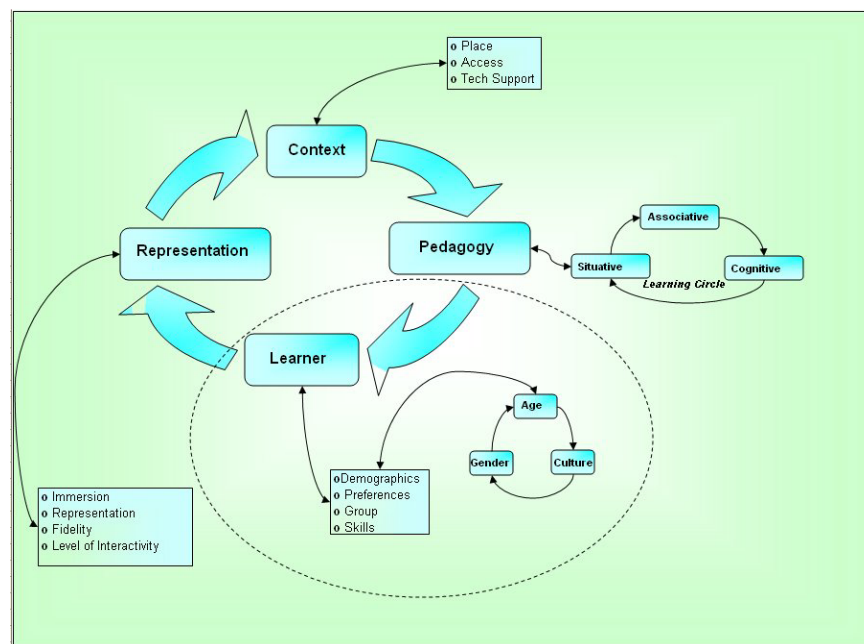 o Place
o Access
o Tech Support
Context
Associative
Representation
Pedagogy
Situative
Cognitive
Learning Circle
Learner
Age
Gender
Culture
oDemographics
o Preferences
o Group
o Skills
o Immersion
o Representation
o Fidelity
o Level of Interactivity